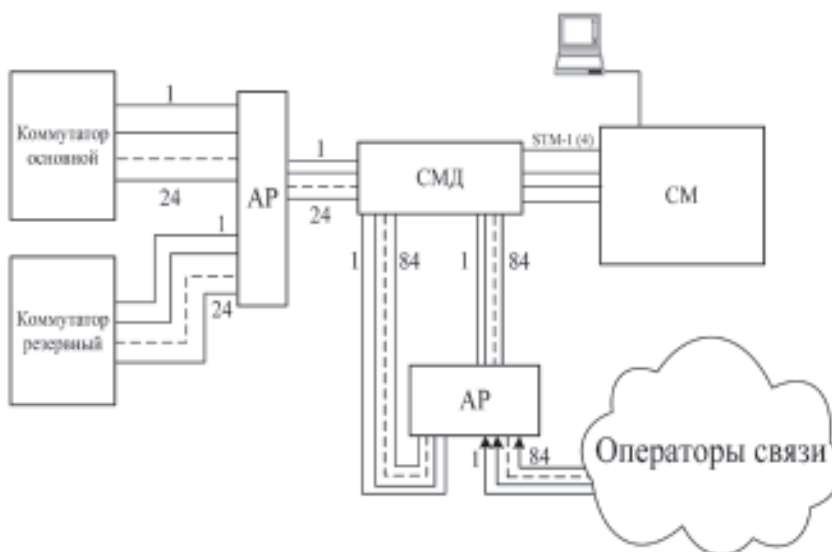 Коммутатор
основной
1
24
АР
1
24
СМД
STM-1 (4)
СМ
Коммутатор
резервный
1
24
1
84
1
84
АР
1
84
Операторы связи